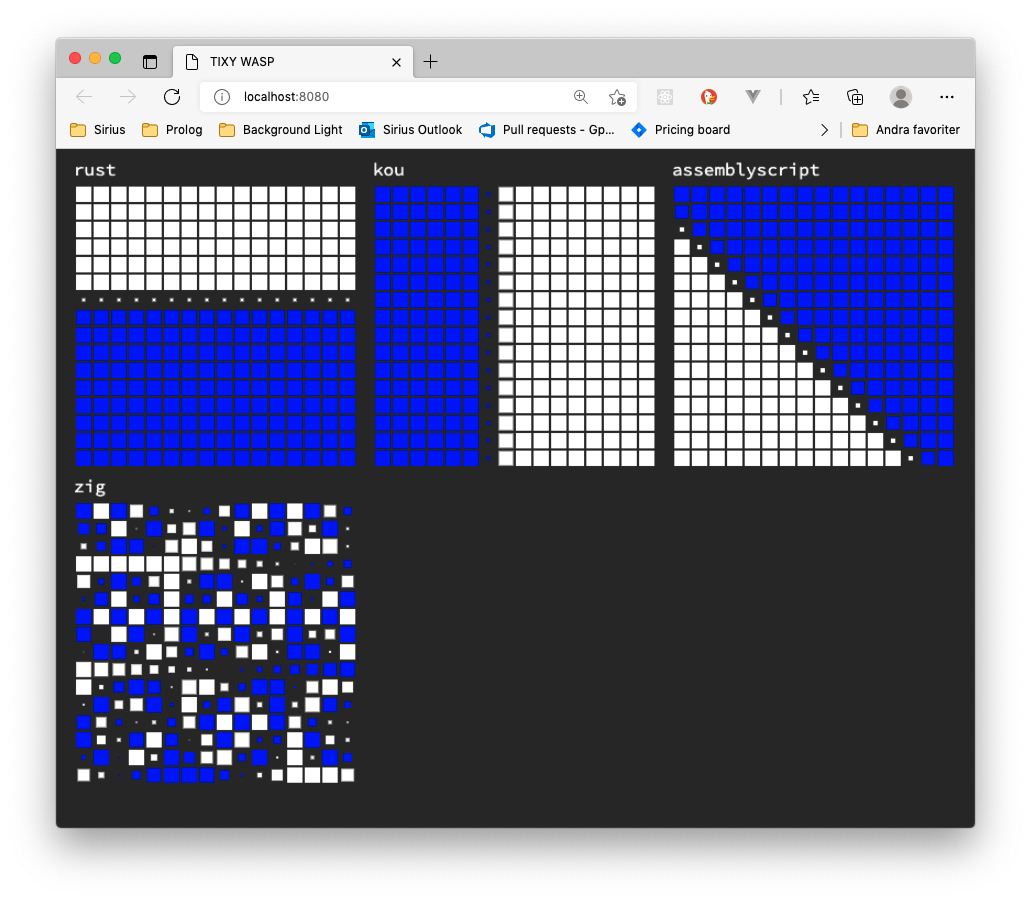 TIXY WASP
localhost:8080
Sirius Prolog Background Light Sirius Outlook Pull requests - Gp... Pricing board Andra favoriter
rust kou assemblyscript
zig